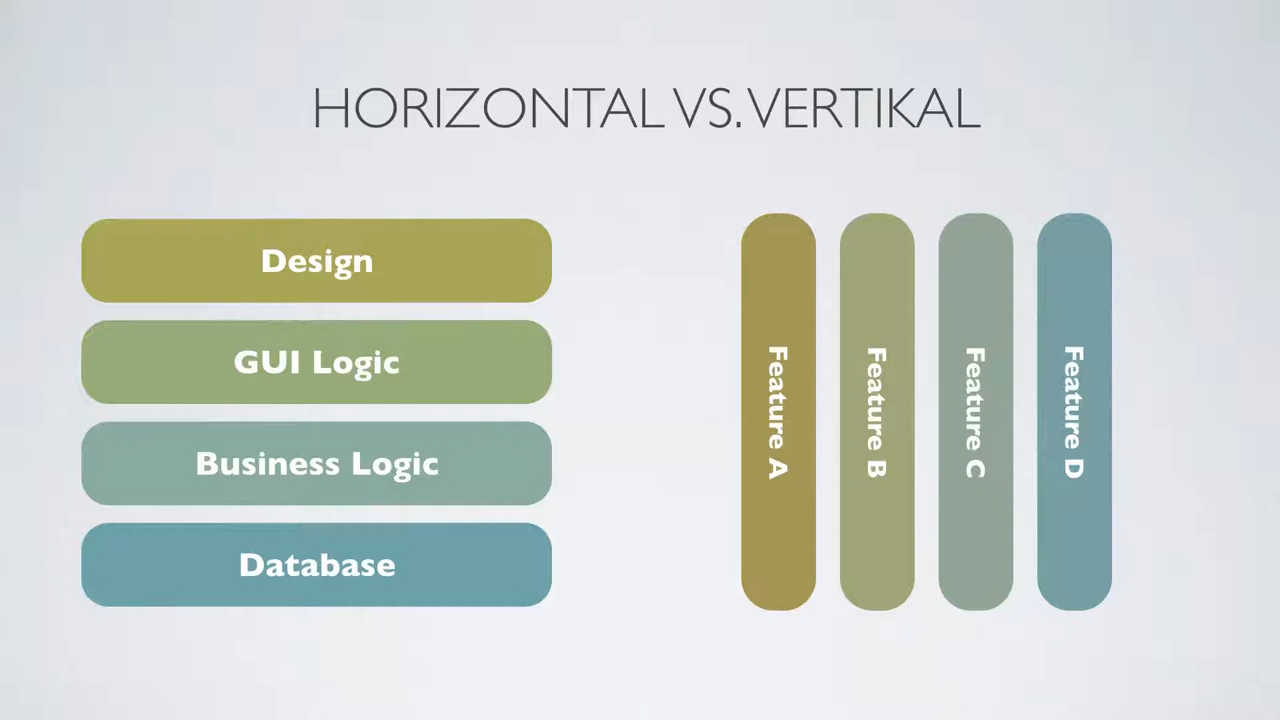 HORIZONTAL VS. VERTIKAL
Design
GUI Logic
Business Logic
Database
Feature A
Feature B
Feature C
Feature D